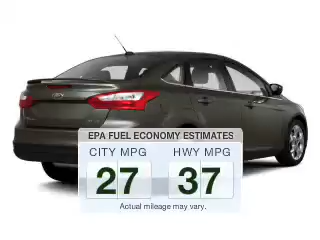 EPA FUEL ECONOMY ESTIMATES
CITY MPG HWY MPG
27 37
Actual mileage may vary.